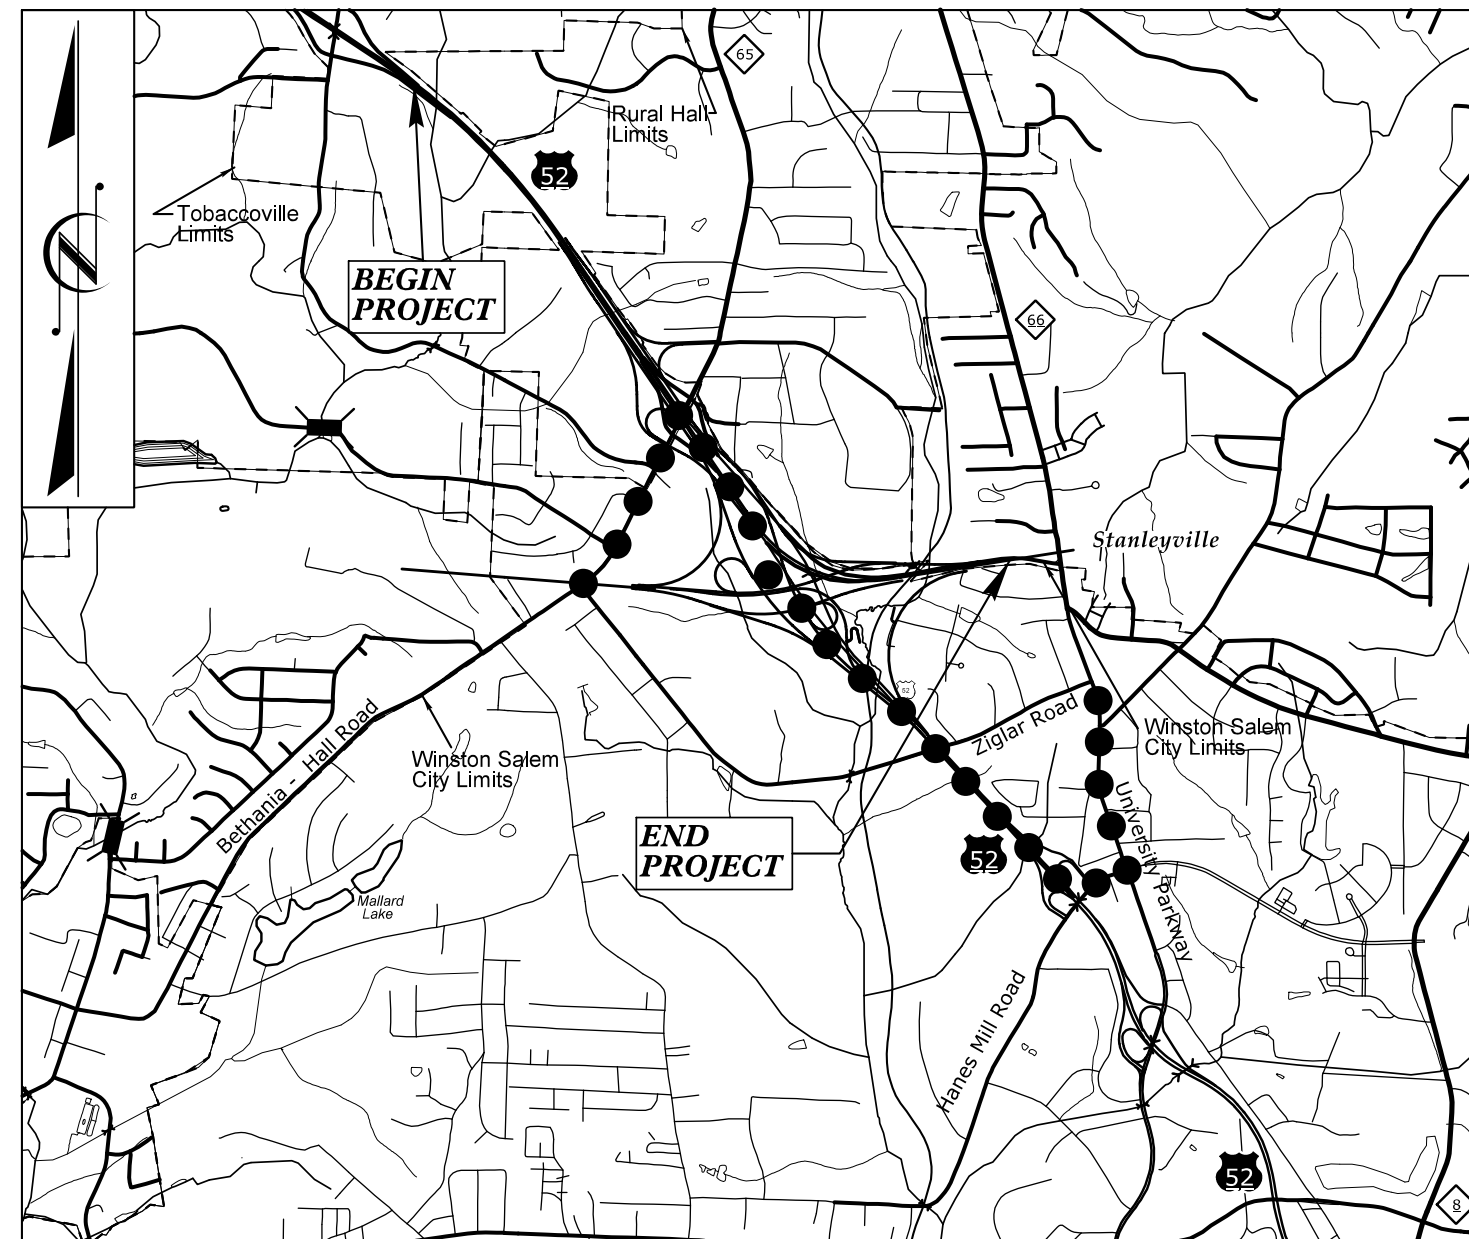 65
Rural Hall
Limits
52
Tobaccoville
Limits
N
BEGIN
PROJECT
66
Stanleyville
52
Ziglar Road
Winston Salem
City Limits
Bethania - Hall Road
Winston Salem
City Limits
University Parkway
END
PROJECT
52
Mallard
Lake
Hanes Mill Road
52
8